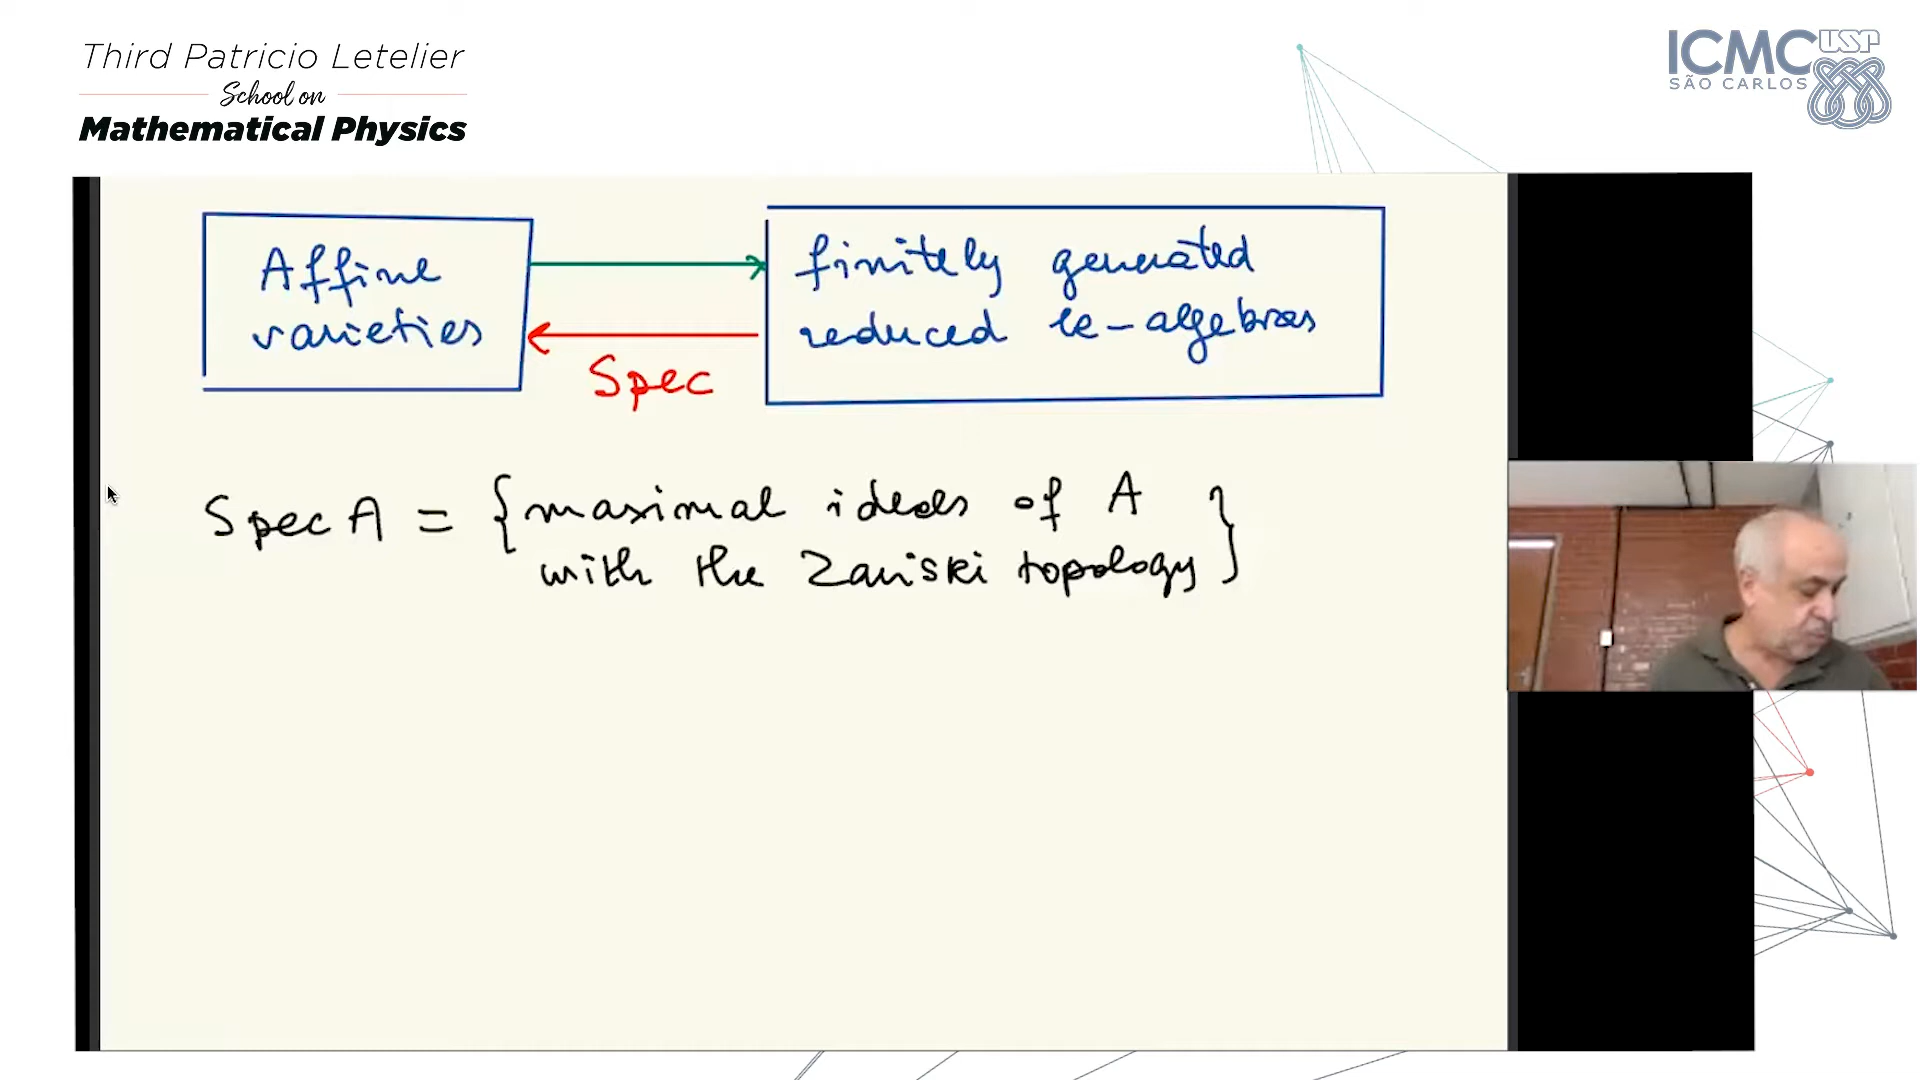 Third Patricio Letelier
School on
Mathematical Physics
ICMC USP
SÃO CARLOS
Affine
varieties
finitely generated
reduced k-algebras
Spec
Spec A = {maximal ideals of A
with the Zariski topology}